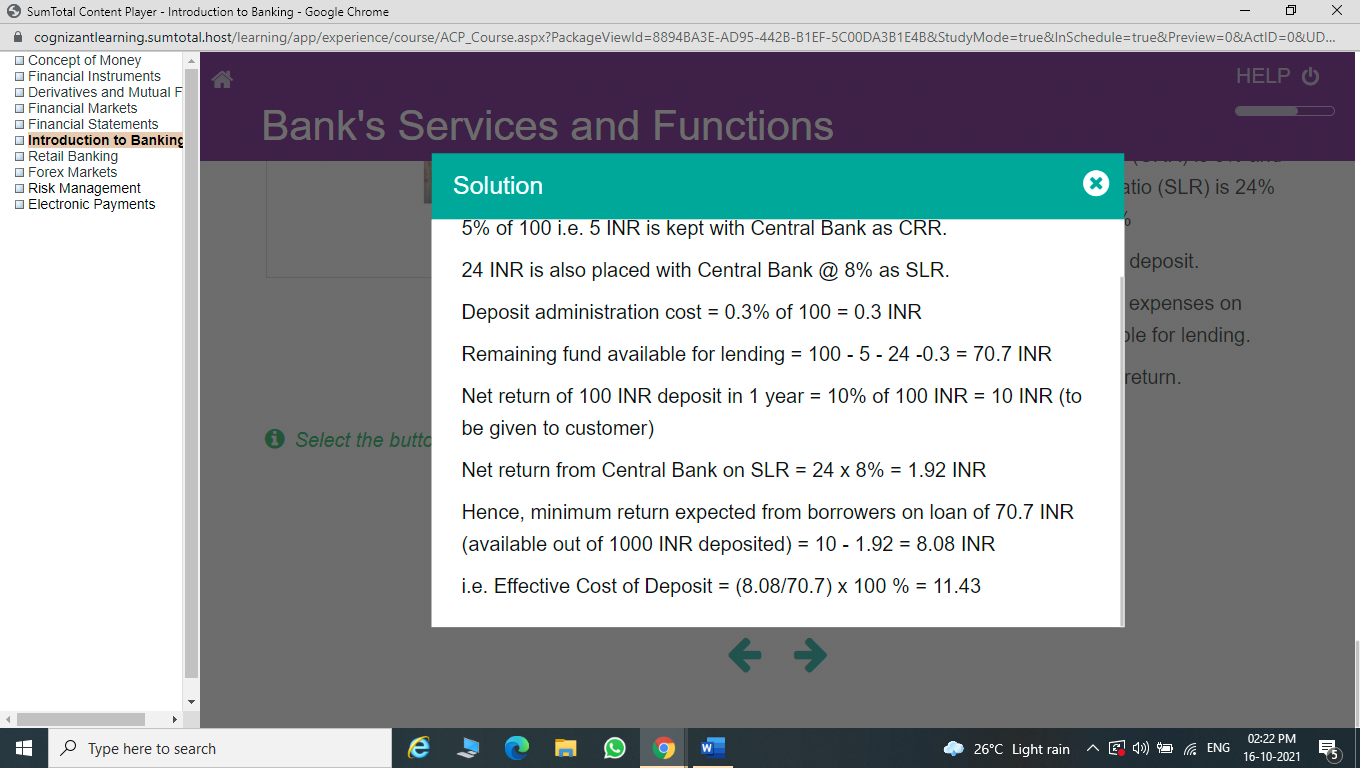 SumTotal Content Player - Introduction to Banking - Google Chrome
cognizantlearning.sumtotal.host/learning/app/experience/course/ACP_Course.aspx?PackageViewId=8894BA3E-AD95-442B-B1EF-5C00DA3B1E4B&StudyMode=true&InSchedule=true&Preview=0&ActID=0&UD...
Concept of Money
Financial Instruments
Derivatives and Mutual F
Financial Markets
Financial Statements
Introduction to Banking
Retail Banking
Forex Markets
Risk Management
Electronic Payments
HELP
Bank's Services and Functions
Solution
atio (SLR) is 24%
%
deposit.
expenses on
ble for lending.
return.
5% of 100 i.e. 5 INR is kept with Central Bank as CRR.
24 INR is also placed with Central Bank @ 8% as SLR.
Deposit administration cost = 0.3% of 100 = 0.3 INR
Remaining fund available for lending = 100 - 5 - 24 -0.3 = 70.7 INR
Net return of 100 INR deposit in 1 year = 10% of 100 INR = 10 INR (to
be given to customer)
Net return from Central Bank on SLR = 24 x 8% = 1.92 INR
Hence, minimum return expected from borrowers on loan of 70.7 INR
(available out of 1000 INR deposited) = 10 - 1.92 = 8.08 INR
i.e. Effective Cost of Deposit = (8.08/70.7) x 100 % = 11.43
Select the butto
Type here to search
26°C Light rain
ENG
02:22 PM
16-10-2021
5